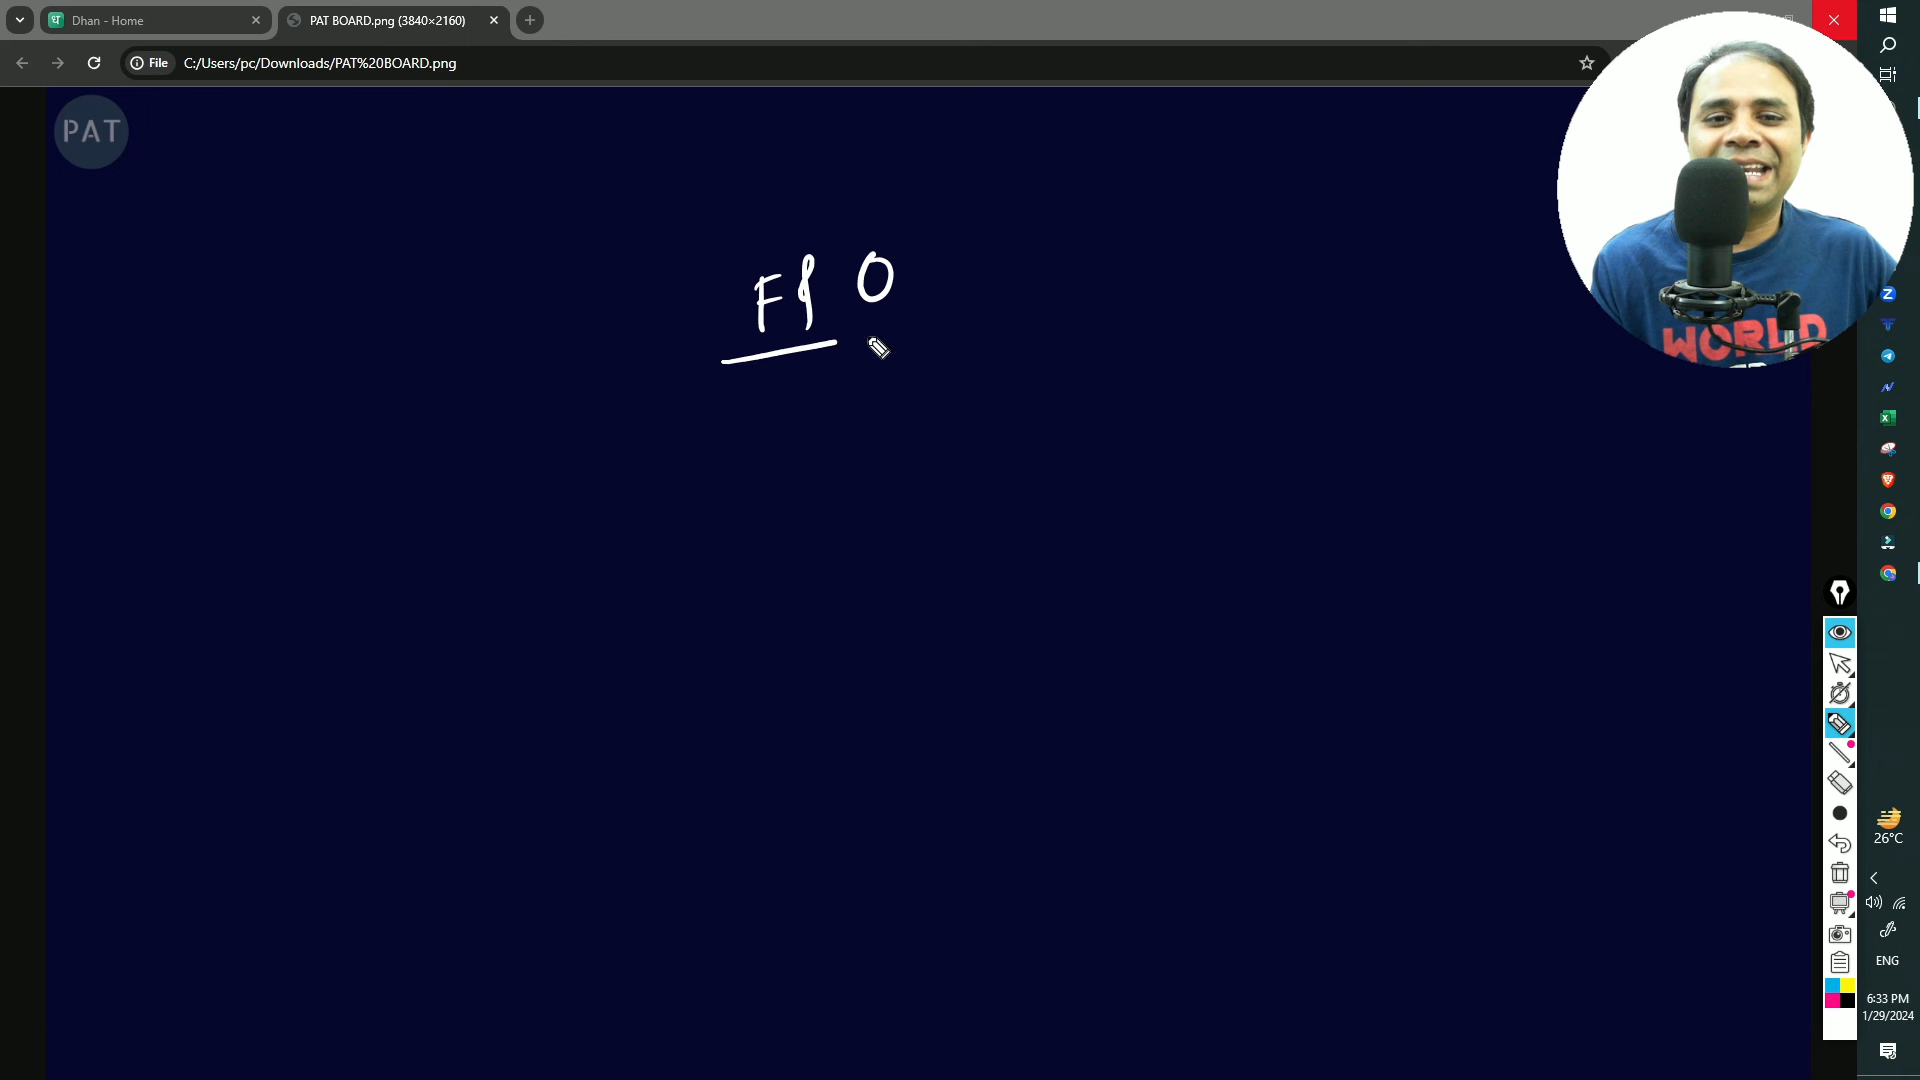 Dhan - Home
PAT BOARD.png (3840×2160)
File
C:/Users/pc/Downloads/PAT%20BOARD.png
PAT
F& O
WORLD
26°C
ENG
6:33 PM
1/29/2024